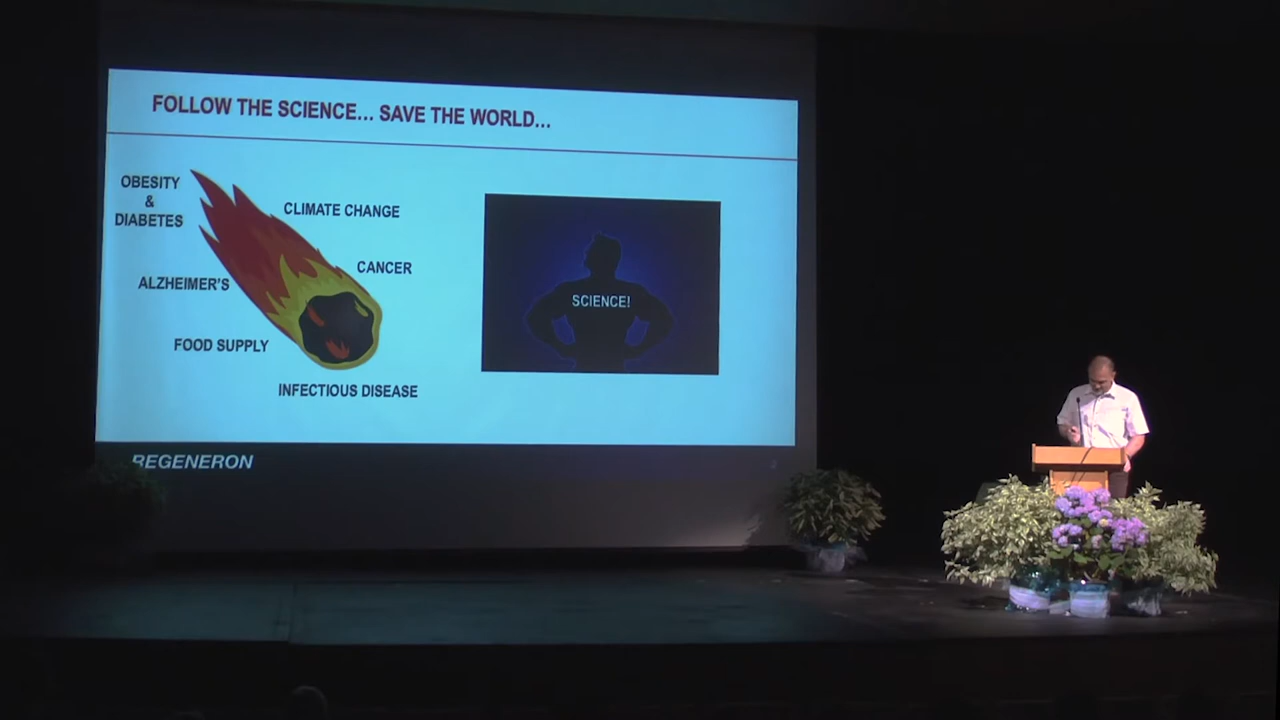 FOLLOW THE SCIENCE... SAVE THE WORLD...
OBESITY
&
DIABETES
CLIMATE CHANGE
CANCER
ALZHEIMER'S
FOOD SUPPLY
INFECTIOUS DISEASE
SCIENCE!
REGENERON